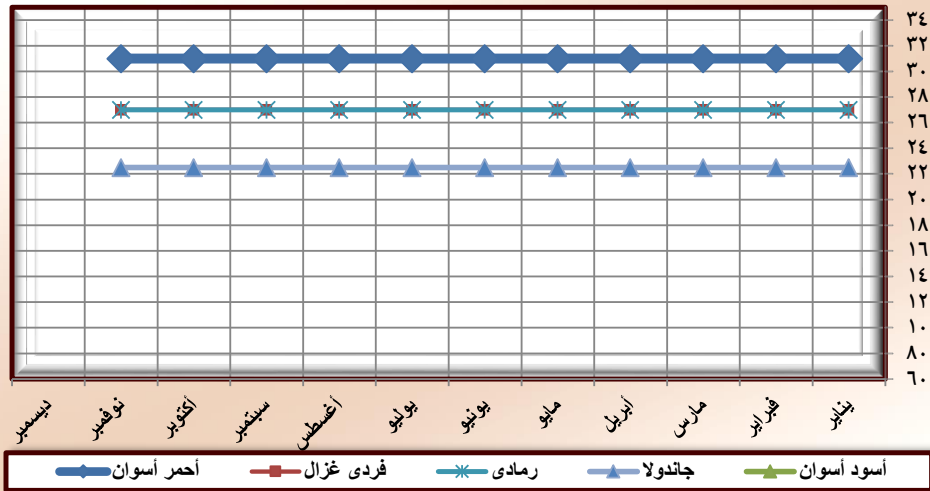 ٣٤
٣٢
٣٠
٢٨
٢٦
٢٤
٢٢
٢٠
١٨
١٦
١٤
١٢
١٠
٨٠
٦٠
يناير
فبراير
مارس
أبريل
مايو
يونيو
يوليو
أغسطس
سبتمبر
أكتوبر
نوفمبر
ديسمبر
أحمر أسوان
فردى غزال
رمادى
جاندولا
أسود أسوان